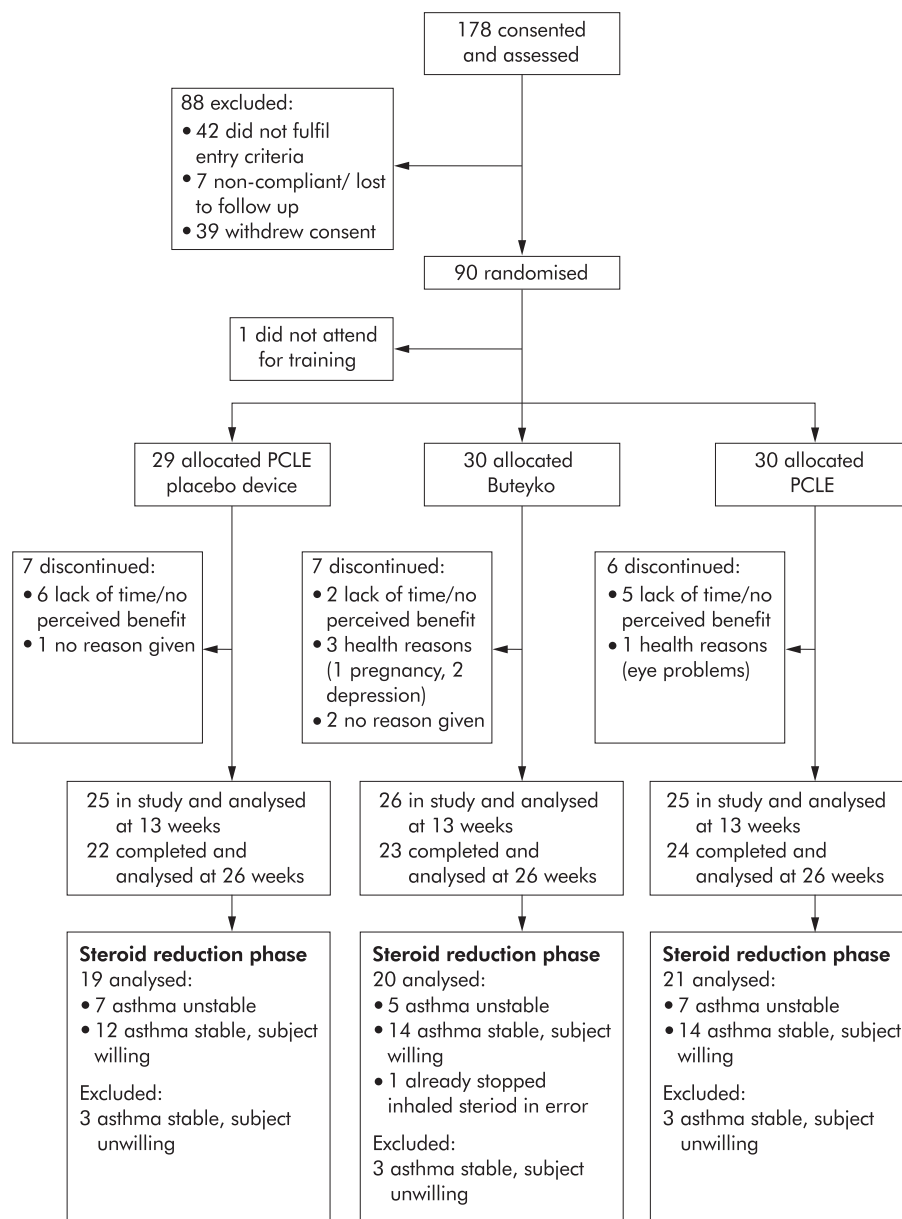 178 consented
and assessed
88 excluded:
• 42 did not fulfil
entry criteria
• 7 non-compliant/ lost
to follow up
• 39 withdrew consent
90 randomised
1 did not attend
for training
29 allocated PCLE
placebo device
30 allocated
Buteyko
30 allocated
PCLE
7 discontinued:
• 6 lack of time/no
perceived benefit
• 1 no reason given
7 discontinued:
• 2 lack of time/no
perceived benefit
• 3 health reasons
(1 pregnancy, 2
depression)
• 2 no reason given
6 discontinued:
• 5 lack of time/no
perceived benefit
• 1 health reasons
(eye problems)
25 in study and analysed
at 13 weeks
22 completed and
analysed at 26 weeks
26 in study and analysed
at 13 weeks
23 completed and
analysed at 26 weeks
25 in study and analysed
at 13 weeks
24 completed and
analysed at 26 weeks
Steroid reduction phase
19 analysed:
• 7 asthma unstable
• 12 asthma stable, subject
willing
Excluded:
3 asthma stable, subject
unwilling
Steroid reduction phase
20 analysed:
• 5 asthma unstable
• 14 asthma stable, subject
willing
• 1 already stopped
inhaled steriod in error
Excluded:
3 asthma stable, subject
unwilling
Steroid reduction phase
21 analysed:
• 7 asthma unstable
• 14 asthma stable, subject
willing
Excluded:
3 asthma stable, subject
unwilling